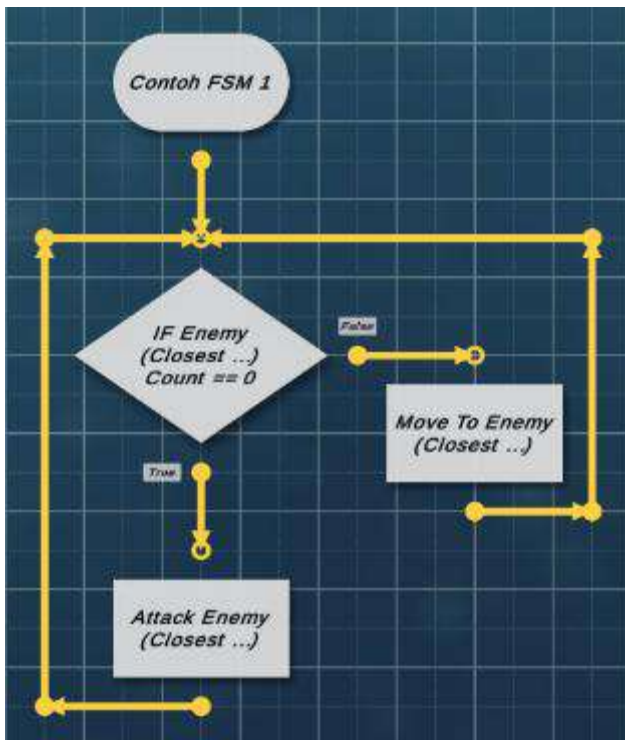 Contoh FSM 1
IF Enemy
(Closest ...)
Count == 0
False
Move To Enemy
(Closest ...)
True
Attack Enemy
(Closest ...)